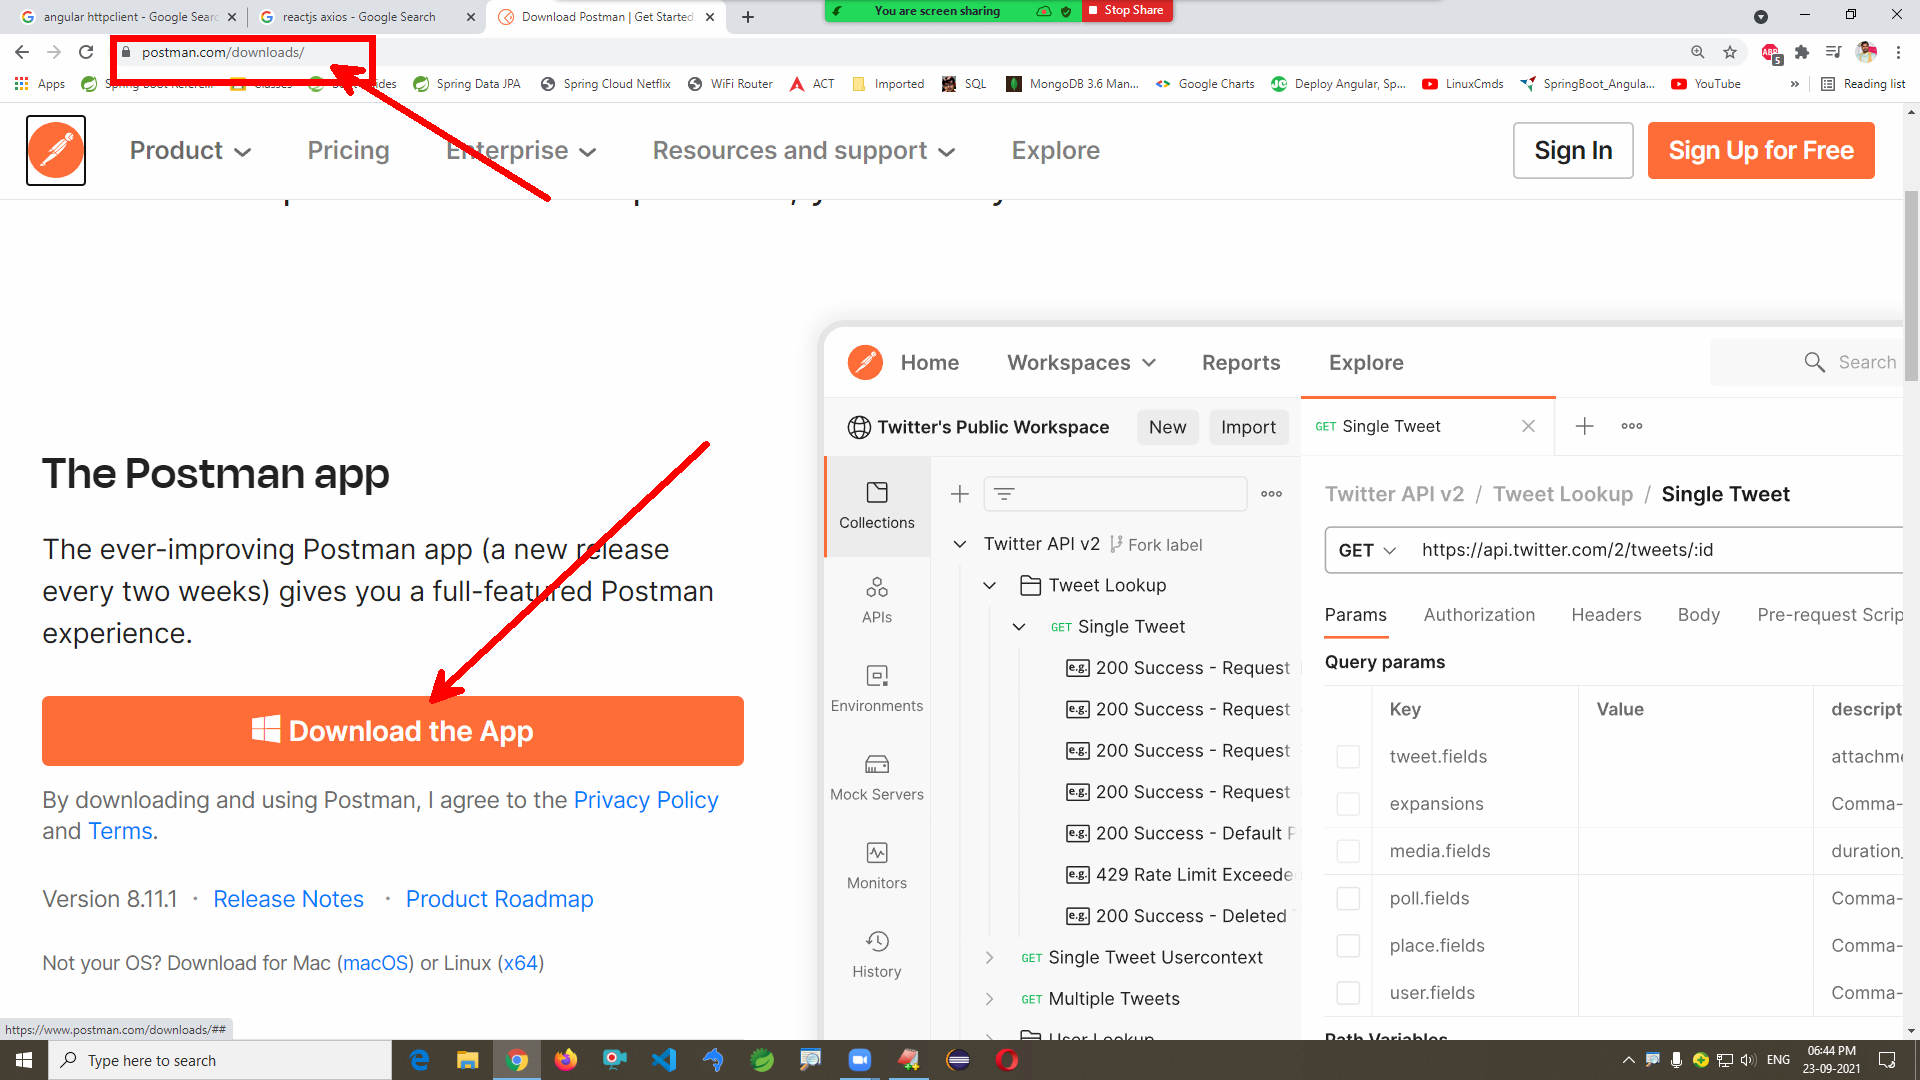 angular httpclient - Google Searc
reactjs axios - Google Search
Download Postman | Get Started
You are screen sharing
Stop Share
postman.com/downloads/
5
Apps
Spring Data JPA
Spring Cloud Netflix
WiFi Router
ACT
Imported
SQL
MongoDB 3.6 Man...
Google Charts
Deploy Angular, Sp...
LinuxCmds
SpringBoot_Angula...
YouTube
»
Reading list
Product
Pricing
Enterprise
Resources and support
Explore
Sign In
Sign Up for Free
The Postman app
The ever-improving Postman app (a new release
every two weeks) gives you a full-featured Postman
experience.
Download the App
By downloading and using Postman, I agree to the Privacy Policy
and Terms.
Version 8.11.1 · Release Notes · Product Roadmap
Not your OS? Download for Mac (macOS) or Linux (x64)
Home
Workspaces
Reports
Explore
Search
Twitter's Public Workspace
New
Import
GET Single Tweet
Collections
APIs
Environments
Mock Servers
Monitors
History
Twitter API v2
Fork label
Tweet Lookup
GET Single Tweet
e.g. 200 Success - Request
e.g. 200 Success - Request
e.g. 200 Success - Request
e.g. 200 Success - Request
e.g. 200 Success - Default P
e.g. 429 Rate Limit Exceede
e.g. 200 Success - Deleted
GET Single Tweet Usercontext
GET Multiple Tweets
User Lookup
Twitter API v2 / Tweet Lookup / Single Tweet
GET
https://api.twitter.com/2/tweets/:id
Params
Authorization
Headers
Body
Pre-request Scrip
Query params
Key
Value
descript
tweet.fields
attachme
expansions
Comma-
media.fields
duration_
poll.fields
Comma-
place.fields
Comma-
user.fields
Comma-
Path Variables
https://www.postman.com/downloads/##
Type here to search
ENG
06:44 PM
23-09-2021